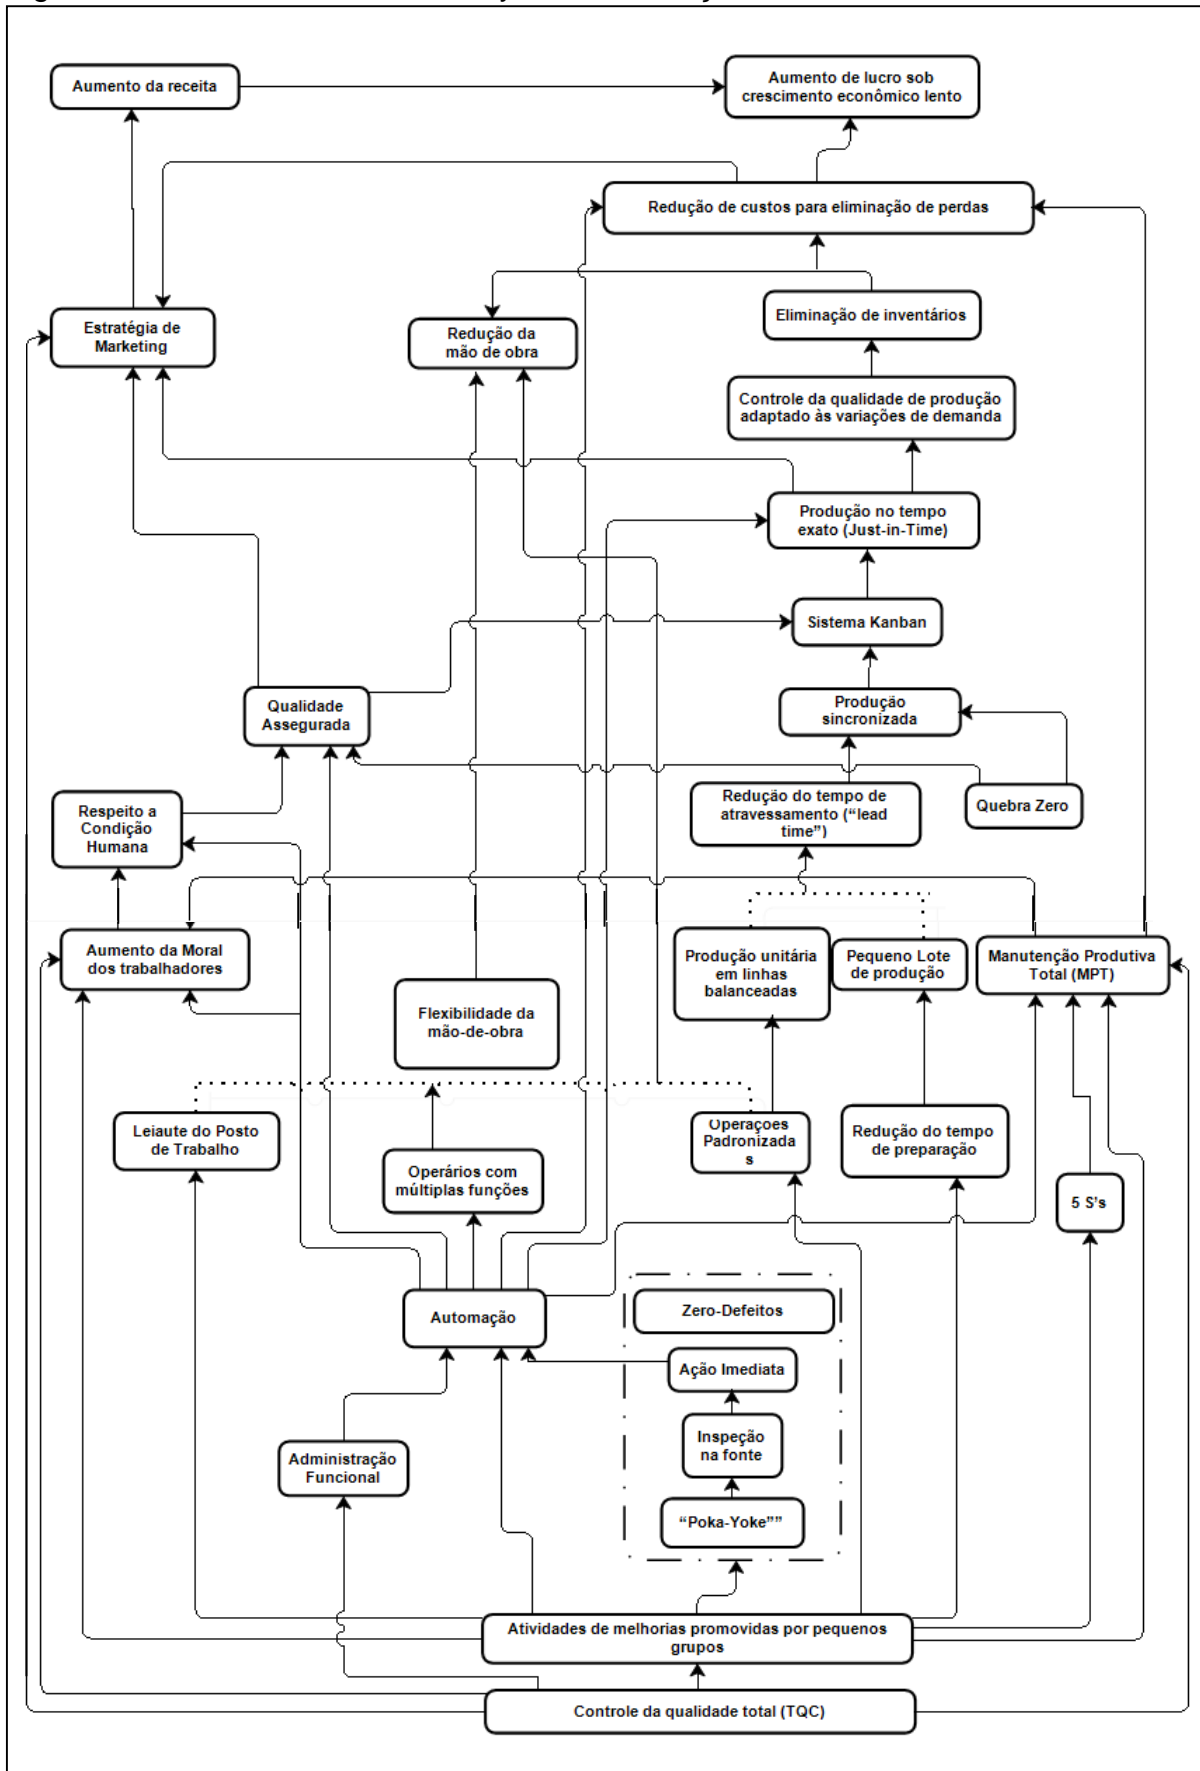 Aumento da receita
Aumento de lucro sob
crescimento econômico lento
Redução de custos para eliminação de perdas
Estratégia de
Marketing
Redução da
mão de obra
Eliminação de inventários
Controle da qualidade de produção
adaptado às variações de demanda
Produção no tempo
exato (Just-in-Time)
Sistema Kanban
Qualidade
Assegurada
Produção
sincronizada
Respeito a
Condição
Humana
Redução do tempo de
atravessamento (“lead
time”)
Quebra Zero
Aumento da Moral
dos trabalhadores
Produção unitária
em linhas
balanceadas
Pequeno Lote
de produção
Manutenção Produtiva
Total (MPT)
Flexibilidade da
mão-de-obra
Leiaute do Posto
de Trabalho
Operários com
múltiplas funções
Operações
Padronizada
s
Redução do tempo
de preparação
5 S's
Automação
Zero-Defeitos
Ação Imediata
Inspeção
na fonte
“Poka-Yoke””
Administração
Funcional
Atividades de melhorias promovidas por pequenos
grupos
Controle da qualidade total (TQC)